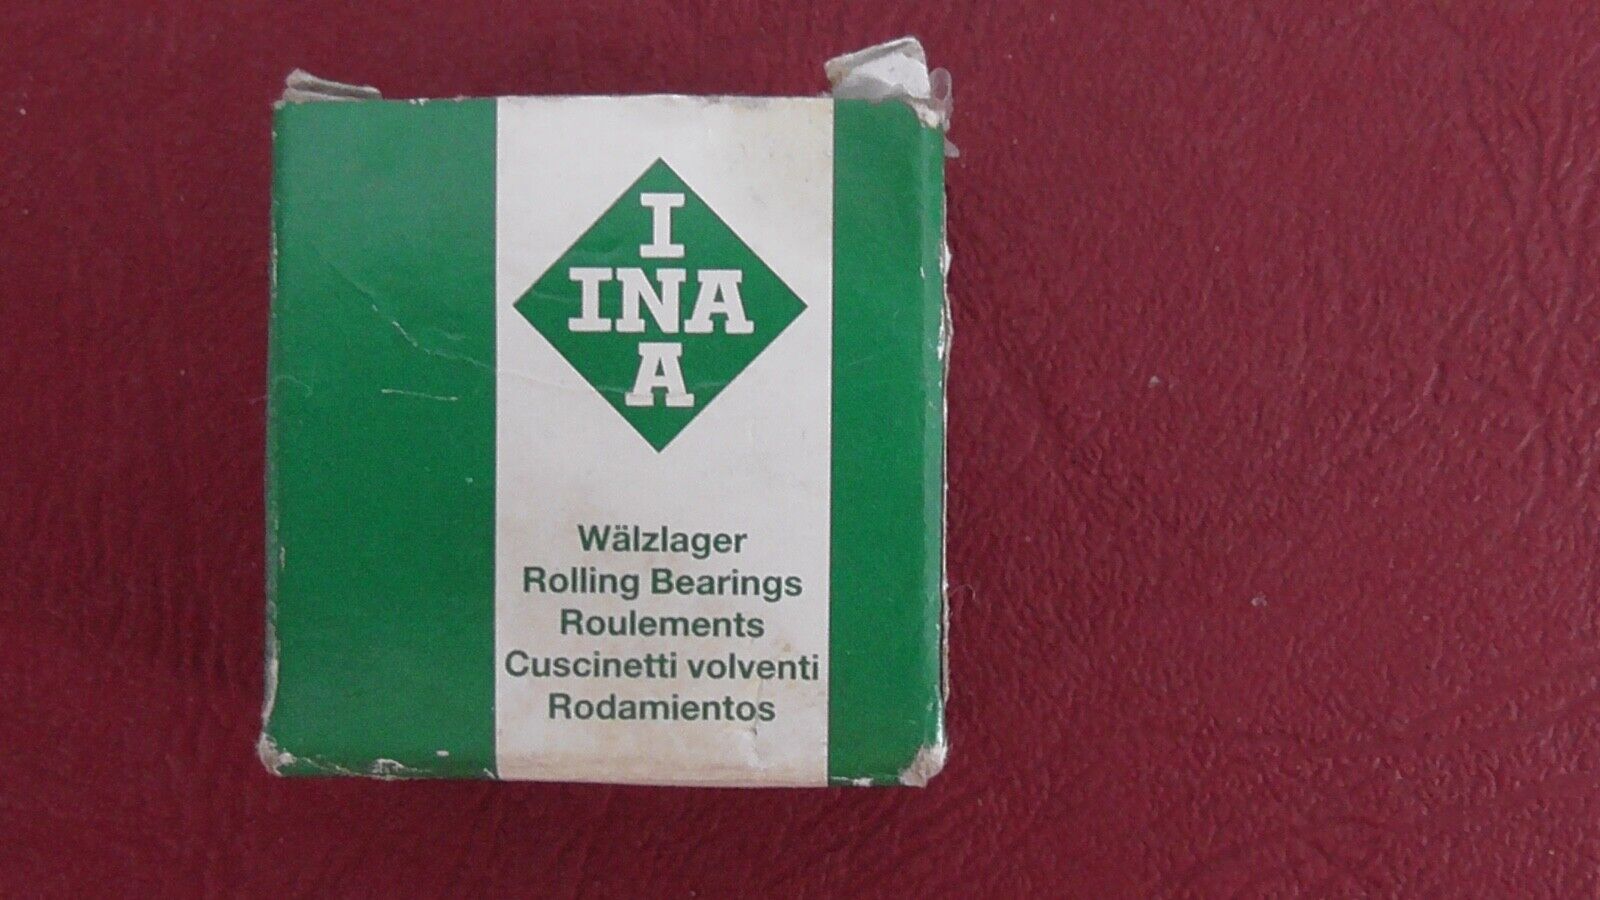 I
INA
A
Wälzlager
Rolling Bearings
Roulements
Cuscinetti volventi
Rodamientos